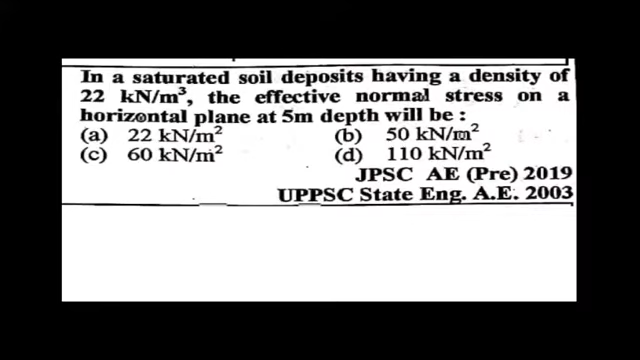 In a saturated soil deposits having a density of
22 kN/m³, the effective normal stress on a
horizontal plane at 5m depth will be :
(a) 22 kN/m² (b) 50 kN/m²
(c) 60 kN/m² (d) 110 kN/m²
JPSC AE (Pre) 2019
UPPSC State Eng. A.E. 2003